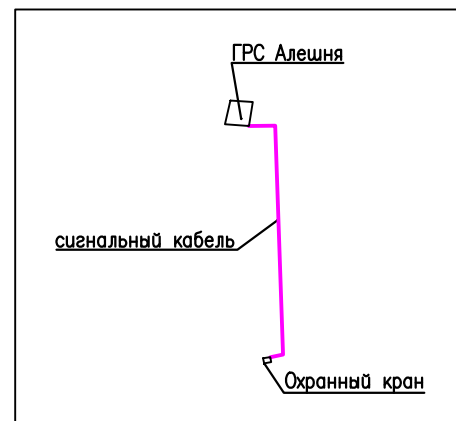 ГРС Алешня
сигнальный кабель
Охранный кран